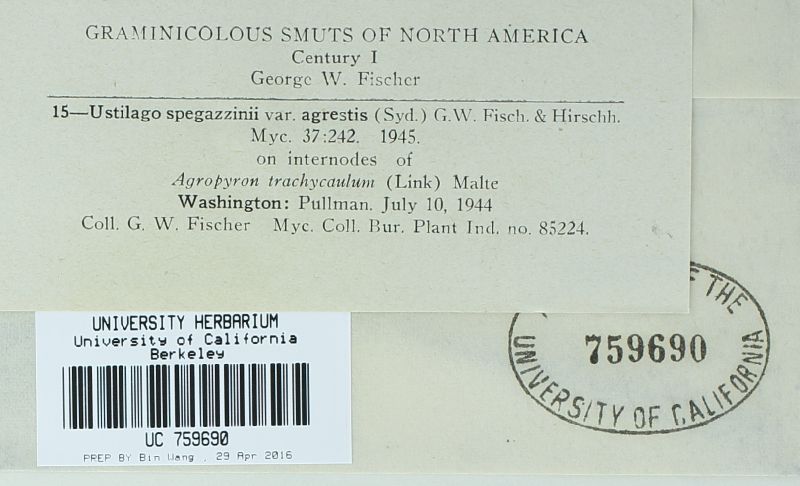 GRAMINICOLOUS SMUTS OF NORTH AMERICA
Century I
George W. Fischer
15—Ustilago spegazzinii var. agrestis (Syd.) G.W. Fisch. & Hirschh.
Myc. 37:242. 1945.
on internodes of
Agropyron trachycaulum (Link) Malte
Washington: Pullman. July 10, 1944
Coll. G. W. Fischer Myc. Coll. Bur. Plant Ind. no. 85224.
THE
759690
UNIVERSITY OF CALIFORNIA
UNIVERSITY HERBARIUM
University of California
Berkeley
UC 759690
PREP BY Bin Wang , 29 Apr 2016